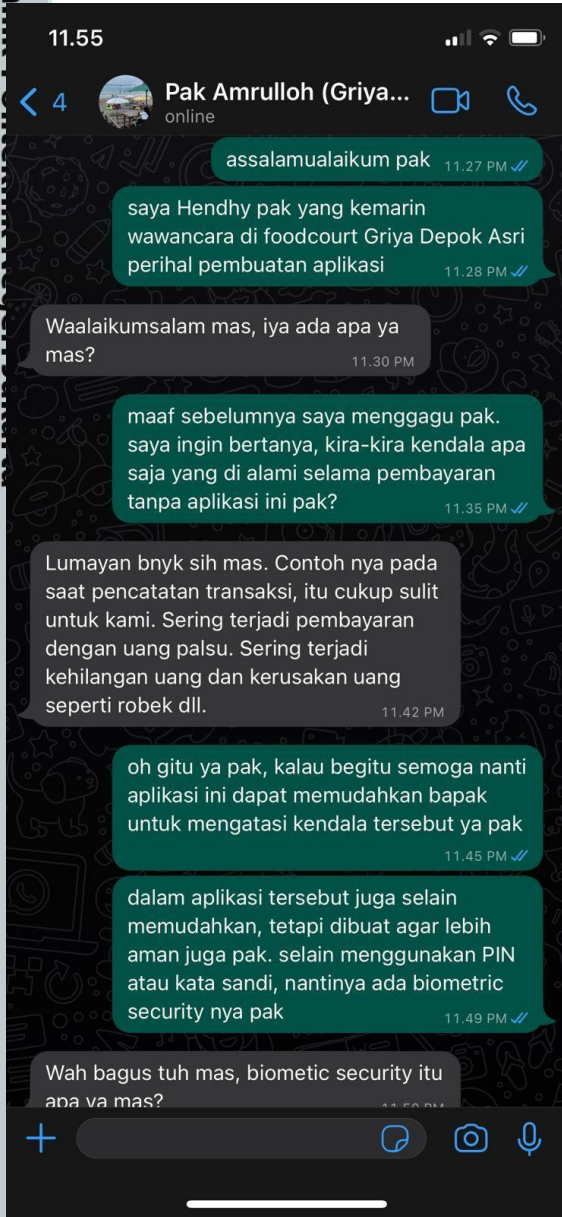 11.55
4
Pak Amrulloh (Griya...
online
assalamualaikum pak 11.27 PM
saya Hendhy pak yang kemarin
wawancara di foodcourt Griya Depok Asri
perihal pembuatan aplikasi 11.28 PM
Waalaikumsalam mas, iya ada apa ya
mas? 11.30 PM
maaf sebelumnya saya menggagu pak.
saya ingin bertanya, kira-kira kendala apa
saja yang di alami selama pembayaran
tanpa aplikasi ini pak? 11.35 PM
Lumayan bnyk sih mas. Contoh nya pada
saat pencatatan transaksi, itu cukup sulit
untuk kami. Sering terjadi pembayaran
dengan uang palsu. Sering terjadi
kehilangan uang dan kerusakan uang
seperti robek dll. 11.42 PM
oh gitu ya pak, kalau begitu semoga nanti
aplikasi ini dapat memudahkan bapak
untuk mengatasi kendala tersebut ya pak
11.45 PM
dalam aplikasi tersebut juga selain
memudahkan, tetapi dibuat agar lebih
aman juga pak. selain menggunakan PIN
atau kata sandi, nantinya ada biometric
security nya pak 11.49 PM
Wah bagus tuh mas, biometic security itu
apa ya mas?